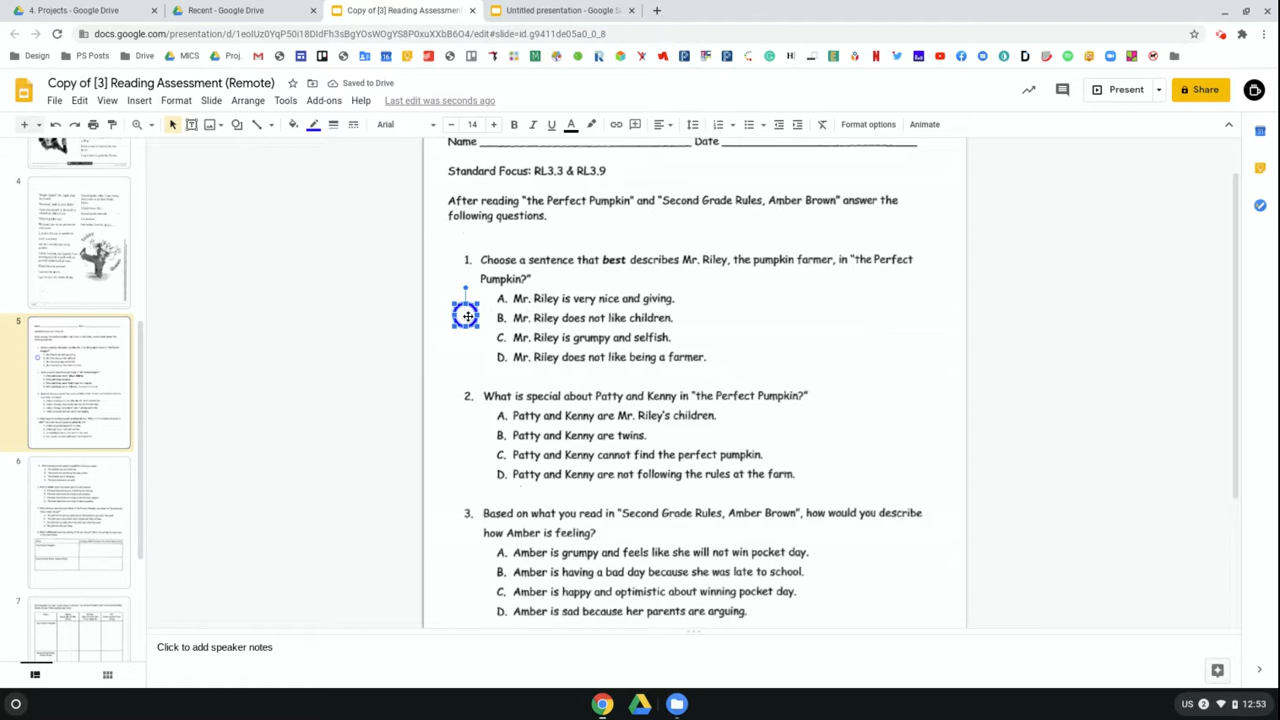 4. Projects - Google Drive
Recent - Google Drive
Copy of [3] Reading Assessment
Untitled presentation - Google S
docs.google.com/presentation/d/1eolUz0YqP50i18DIdFh3sBgYOsWOgYS8P0xuXXbB6O4/edit#slide=id.g9411de05a0_0_8
Design
PS Posts
Drive
MiCS
Proj
Copy of [3] Reading Assessment (Remote)
Saved to Drive
File Edit View Insert Format Slide Arrange Tools Add-ons Help Last edit was seconds ago
Present
Share
Arial
14
Format options
Animate
Name Date
Standard Focus: RL3.3 & RL3.9
After reading "the Perfect Pumpkin" and "Second Grade Rules, Amber Brown" answer the
following questions.
1. Choose a sentence that best describes Mr. Riley, the pumpkin farmer, in "the Perfect
Pumpkin?"
A. Mr. Riley is very nice and giving.
B. Mr. Riley does not like children.
C. Mr. Riley is grumpy and selfish.
D. Mr. Riley does not like being a farmer.
2. What is special about Patty and Kenny in "the Perfect Pumpkin?"
A. Patty and Kenny are Mr. Riley's children.
B. Patty and Kenny are twins.
C. Patty and Kenny cannot find the perfect pumpkin.
D. Patty and Kenny are not following the rules at the farm.
3. Based on what you read in "Second Grade Rules, Amber Brown", how would you describe
how Amber is feeling?
A. Amber is grumpy and feels like she will not win pocket day.
B. Amber is having a bad day because she was late to school.
C. Amber is happy and optimistic about winning pocket day.
D. Amber is sad because her parents are arguing.
4
5
6
7
Click to add speaker notes
US 2 12:53